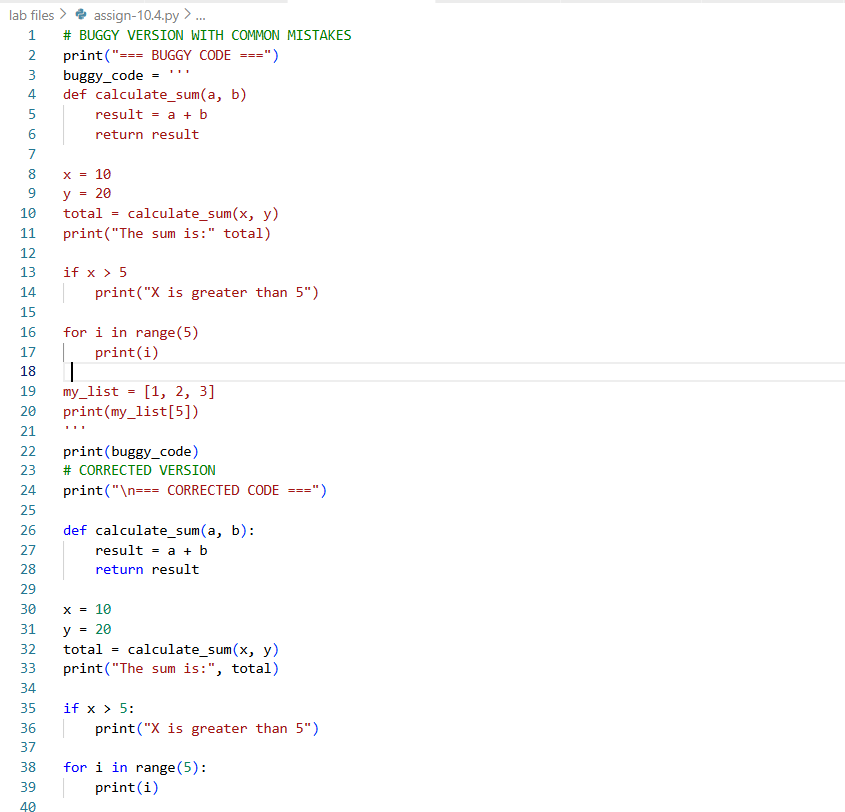 lab files > assign-10.4.py > ...
1 # BUGGY VERSION WITH COMMON MISTAKES
2 print("=== BUGGY CODE ===")
3 buggy_code = '''
4 def calculate_sum(a, b)
5     result = a + b
6     return result
7
8 x = 10
9 y = 20
10 total = calculate_sum(x, y)
11 print("The sum is:" total)
12
13 if x > 5
14     print("X is greater than 5")
15
16 for i in range(5)
17     print(i)
18
19 my_list = [1, 2, 3]
20 print(my_list[5])
21 '''
22 print(buggy_code)
23 # CORRECTED VERSION
24 print("\n=== CORRECTED CODE ===")
25
26 def calculate_sum(a, b):
27     result = a + b
28     return result
29
30 x = 10
31 y = 20
32 total = calculate_sum(x, y)
33 print("The sum is:", total)
34
35 if x > 5:
36     print("X is greater than 5")
37
38 for i in range(5):
39     print(i)
40